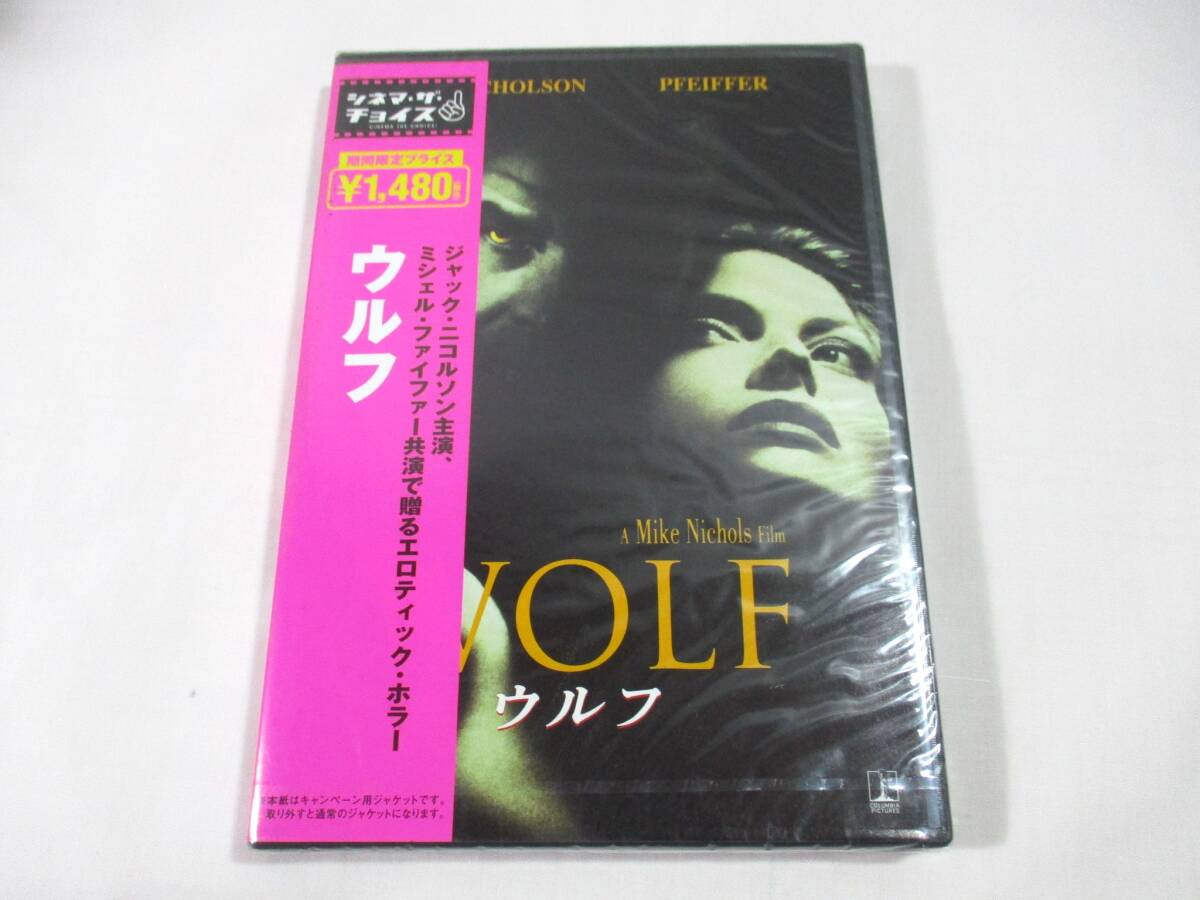 シネマ・ザ・
チョイス
CINEMA THE CHOICE!
期間限定プライス
¥1,480
ウルフ
ジャック・ニコルソン主演、
ミシェル・ファイファー共演で贈るエロティック・ホラー
本紙はキャンペーン用ジャケットです。
取り外すと通常のジャケットになります。
CHOLSON PFEIFFER
A Mike Nichols Film
WOLF
ウルフ
COLUMBIA
PICTURES